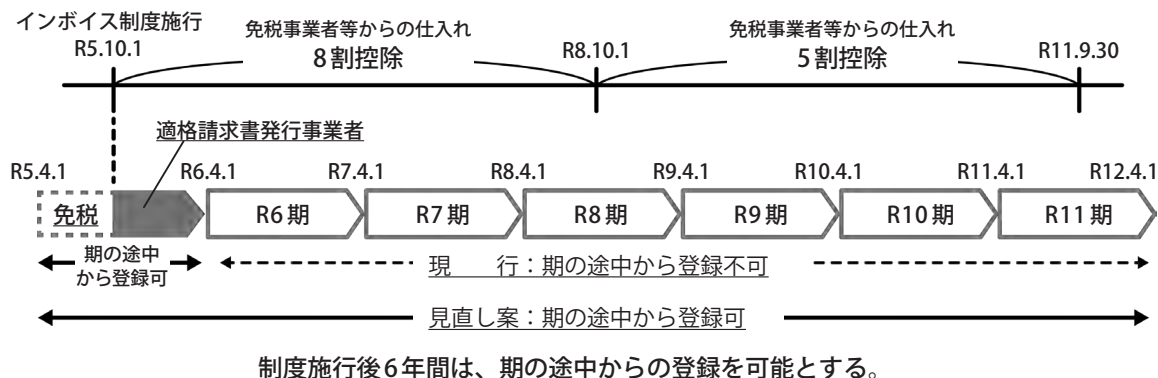 インボイス制度施行
R5.10.1
免税事業者等からの仕入れ
8割控除
R8.10.1
免税事業者等からの仕入れ
5割控除
R11.9.30
適格請求書発行事業者
R5.4.1 R6.4.1 R7.4.1 R8.4.1 R9.4.1 R10.4.1 R11.4.1 R12.4.1
免税 R6期 R7期 R8期 R9期 R10期 R11期
期の途中
から登録可
現 行：期の途中から登録不可
見直し案：期の途中から登録可
制度施行後6年間は、期の途中からの登録を可能とする。